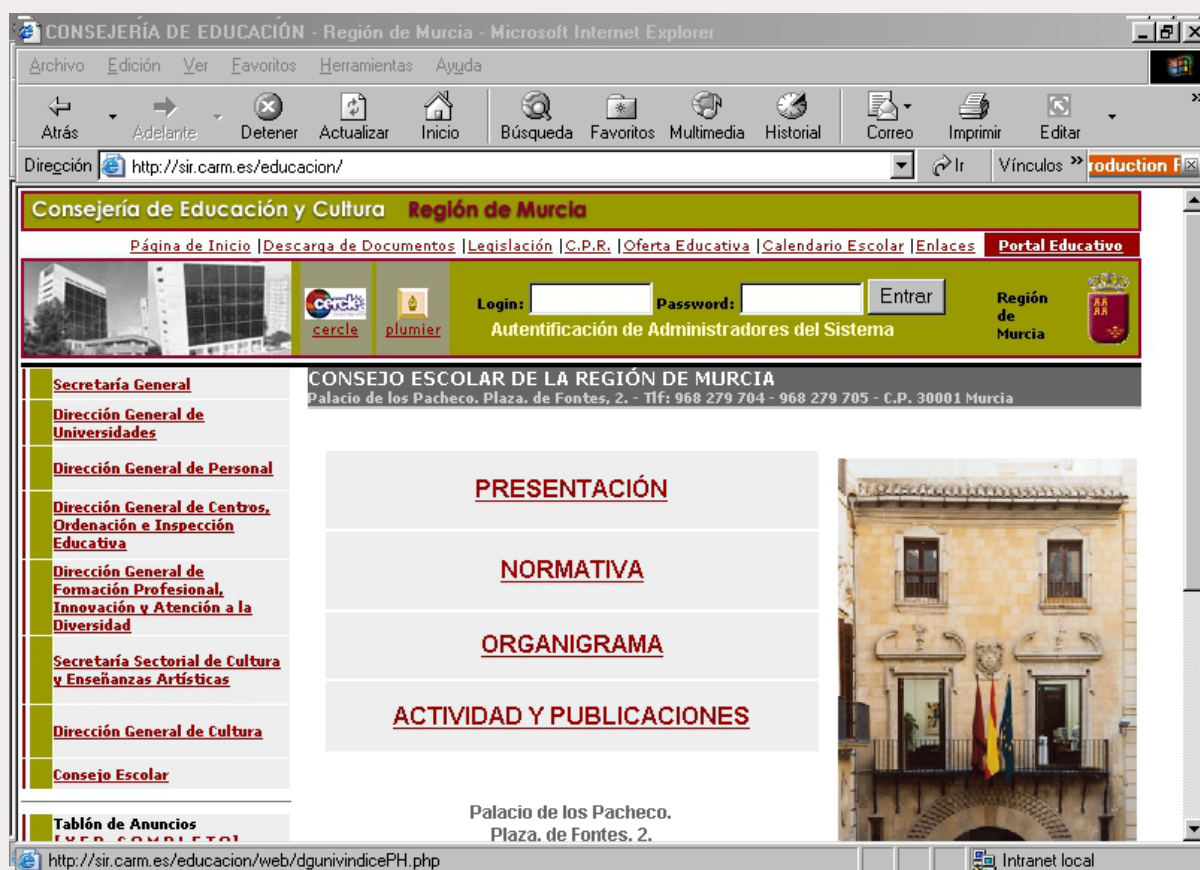 CONSEJERÍA DE EDUCACIÓN - Región de Murcia - Microsoft Internet Explorer
Archivo Edición Ver Favoritos Herramientas Ayuda
Atrás Adelante Detener Actualizar Inicio Búsqueda Favoritos Multimedia Historial Correo Imprimir Editar
Dirección http://sir.carm.es/educacion/ Ir Vínculos roduction
Consejería de Educación y Cultura Región de Murcia
Página de Inicio |Descarga de Documentos |Legislación |C.P.R. |Oferta Educativa |Calendario Escolar |Enlaces Portal Educativo
cercle
cercle plumier
Login: Password: Entrar
Autentificación de Administradores del Sistema
Región
de
Murcia
Secretaría General
Dirección General de
Universidades
Dirección General de Personal
Dirección General de Centros,
Ordenación e Inspección
Educativa
Dirección General de
Formación Profesional,
Innovación y Atención a la
Diversidad
Secretaría Sectorial de Cultura
y Enseñanzas Artísticas
Dirección General de Cultura
Consejo Escolar
Tablón de Anuncios
CONSEJO ESCOLAR DE LA REGIÓN DE MURCIA
Palacio de los Pacheco. Plaza. de Fontes, 2. - Tlf: 968 279 704 - 968 279 705 - C.P. 30001 Murcia
PRESENTACIÓN
NORMATIVA
ORGANIGRAMA
ACTIVIDAD Y PUBLICACIONES
Palacio de los Pacheco.
Plaza. de Fontes. 2.
http://sir.carm.es/educacion/web/dgunivindicePH.php Intranet local